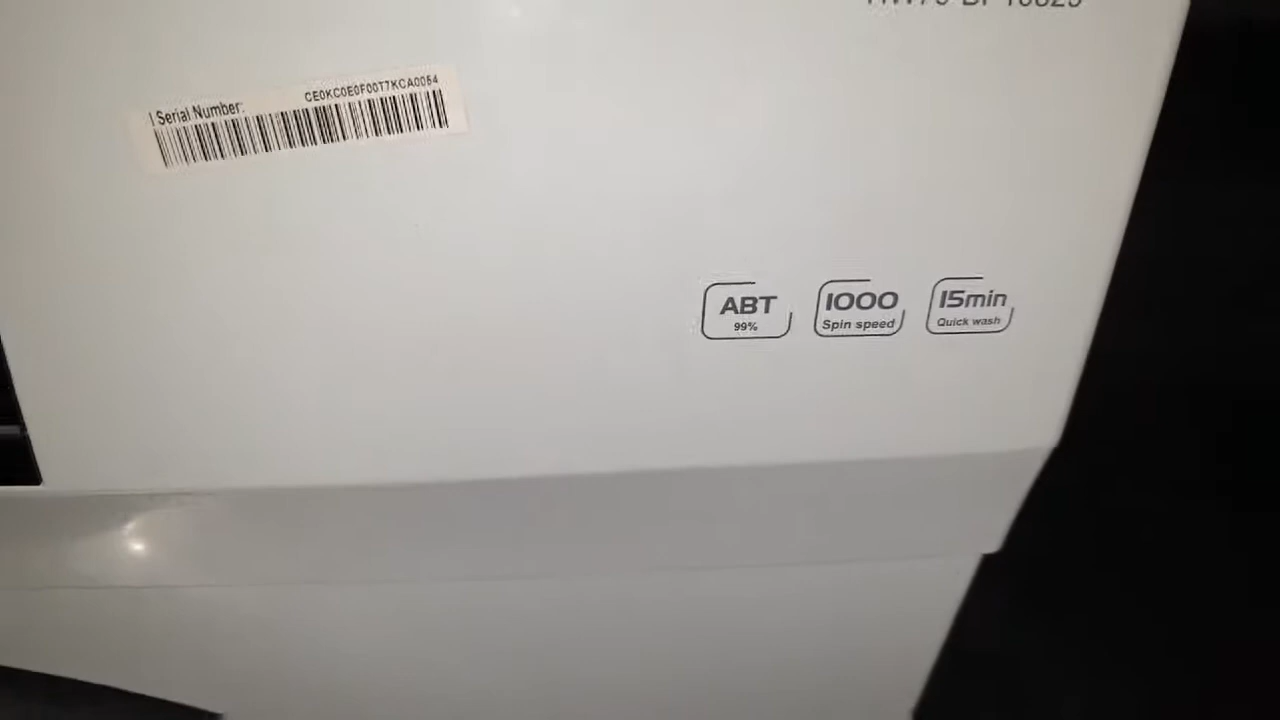 I Serial Number: CE0KC0E0F00T7KCA0054
ABT
99%
1000
Spin speed
15min
Quick wash